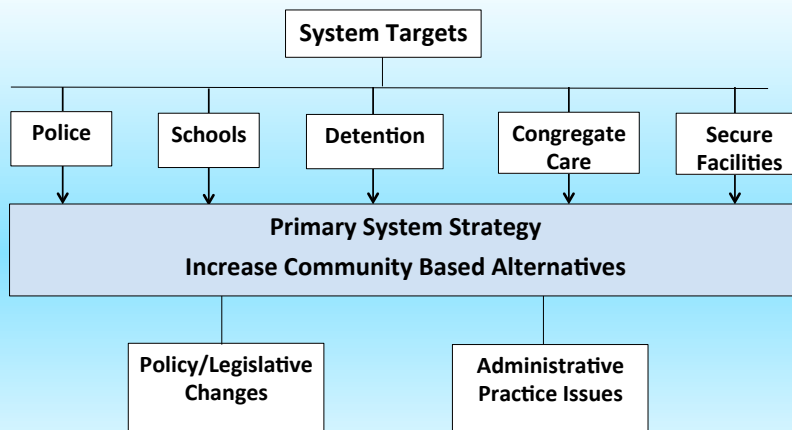 System Targets
Police
Schools
Detention
Congregate
Care
Secure
Facilities
Primary System Strategy
Increase Community Based Alternatives
Policy/Legislative
Changes
Administrative
Practice Issues